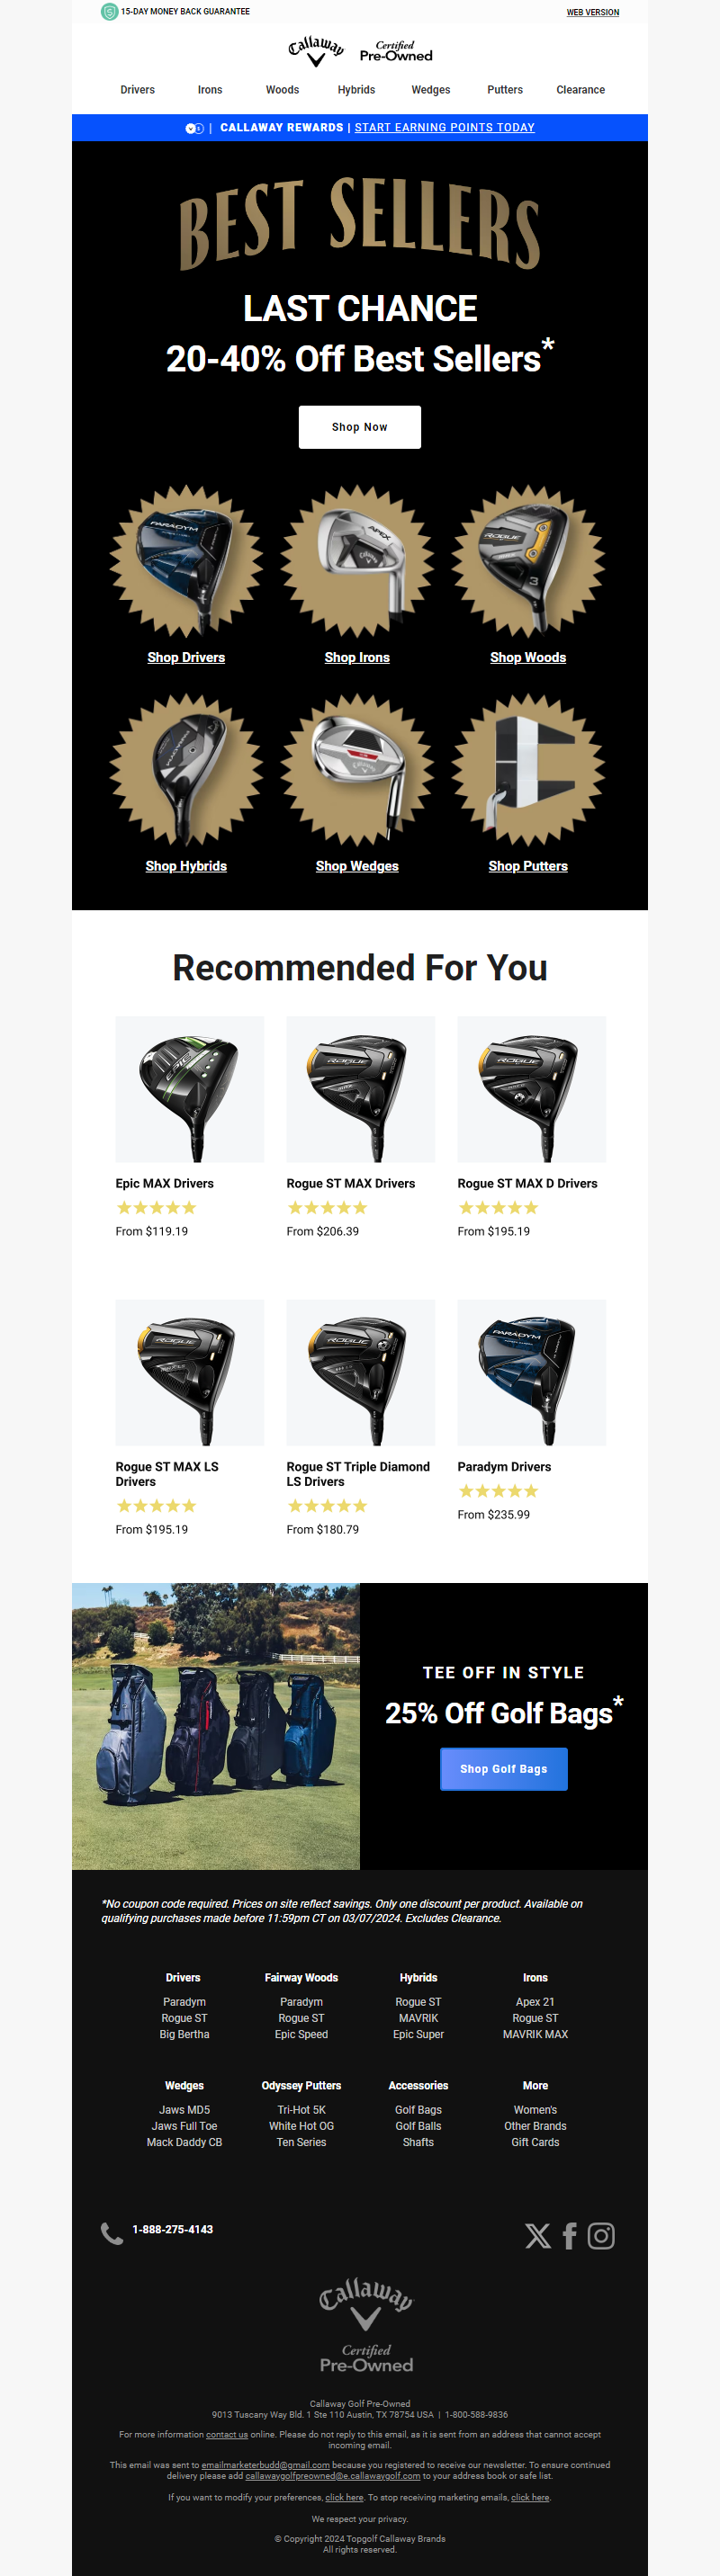 15-DAY MONEY BACK GUARANTEE
WEB VERSION
Callaway
Certified
Pre-Owned
Drivers Irons Woods Hybrids Wedges Putters Clearance
| CALLAWAY REWARDS | START EARNING POINTS TODAY
BEST SELLERS
LAST CHANCE
20-40% Off Best Sellers*
Shop Now
PARADYM
APEX
Callaway
ROGUE
3
Shop Drivers Shop Irons Shop Woods
PARADYM
Callaway
Shop Hybrids Shop Wedges Shop Putters
Recommended For You
EPIC
ROGUE
ROGUE
Epic MAX Drivers
From $119.19
Rogue ST MAX Drivers
From $206.39
Rogue ST MAX D Drivers
From $195.19
ROGUE
ROGUE
PARADYM
Rogue ST MAX LS
Drivers
From $195.19
Rogue ST Triple Diamond
LS Drivers
From $180.79
Paradym Drivers
From $235.99
TEE OFF IN STYLE
25% Off Golf Bags*
Shop Golf Bags
*No coupon code required. Prices on site reflect savings. Only one discount per product. Available on
qualifying purchases made before 11:59pm CT on 03/07/2024. Excludes Clearance.
Drivers Fairway Woods Hybrids Irons
Paradym Paradym Rogue ST Apex 21
Rogue ST Rogue ST MAVRIK Rogue ST
Big Bertha Epic Speed Epic Super MAVRIK MAX
Wedges Odyssey Putters Accessories More
Jaws MD5 Tri-Hot 5K Golf Bags Women's
Jaws Full Toe White Hot OG Golf Balls Other Brands
Mack Daddy CB Ten Series Shafts Gift Cards
1-888-275-4143
Callaway
Certified
Pre-Owned
Callaway Golf Pre-Owned
9013 Tuscany Way Bld. 1 Ste 110 Austin, TX 78754 USA | 1-800-588-9836
For more information contact us online. Please do not reply to this email, as it is sent from an address that cannot accept
incoming email.
This email was sent to emailmarketerbudd@gmail.com because you registered to receive our newsletter. To ensure continued
delivery please add callawaygolfpreowned@e.callawaygolf.com to your address book or safe list.
If you want to modify your preferences, click here. To stop receiving marketing emails, click here.
We respect your privacy.
© Copyright 2024 Topgolf Callaway Brands
All rights reserved.